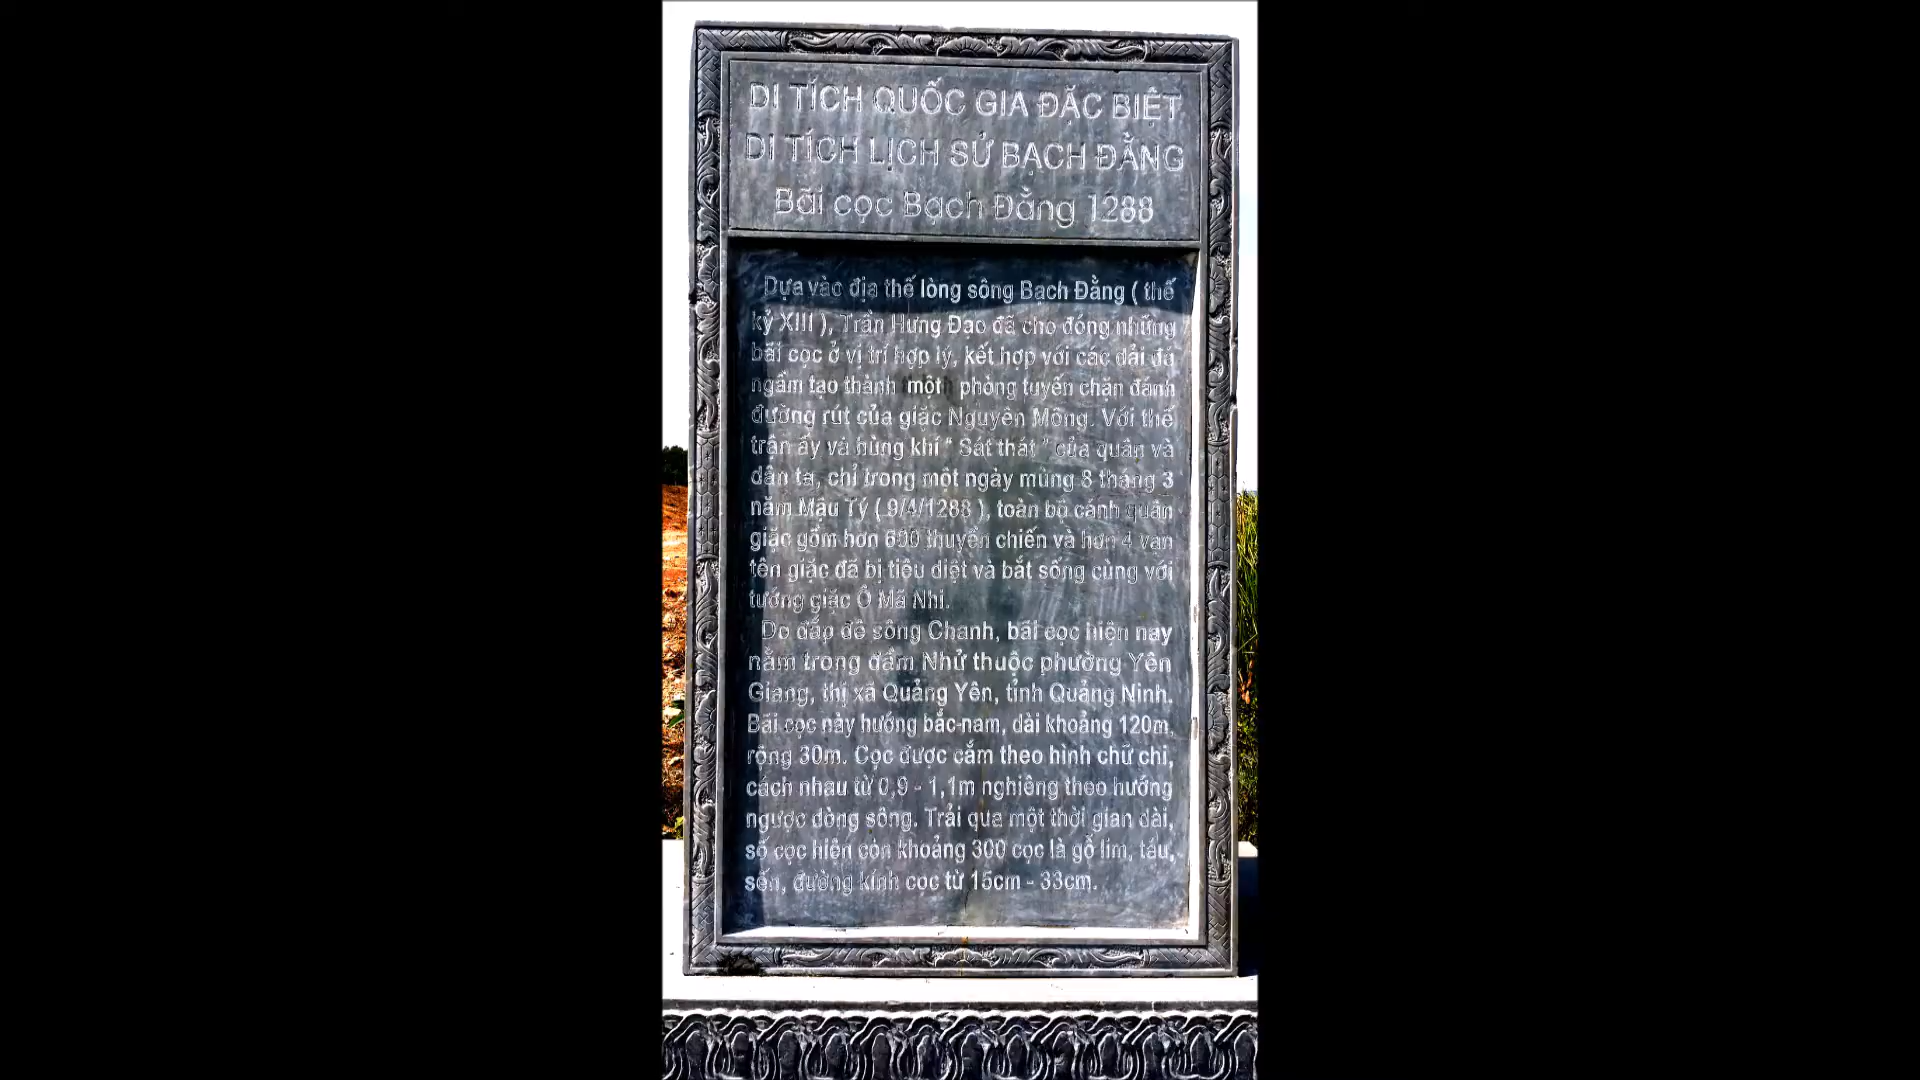 DI TÍCH QUỐC GIA ĐẶC BIỆT
DI TÍCH LỊCH SỬ BẠCH ĐẰNG
Bãi cọc Bạch Đằng 1288
Dựa vào địa thế lòng sông Bạch Đằng ( thế
kỷ XIII ), Trần Hưng Đạo đã cho đóng những
bãi cọc ở vị trí hợp lý, kết hợp với các dải đá
ngầm tạo thành một phòng tuyến chặn đánh
đường rút của giặc Nguyên Mông. Với thế
trận ấy và hùng khí " Sát thát " của quân và
dân ta, chỉ trong một ngày mùng 8 tháng 3
năm Mậu Tý ( 9/4/1288 ), toàn bộ cánh quân
giặc gồm hơn 600 thuyền chiến và hơn 4 vạn
tên giặc đã bị tiêu diệt và bắt sống cùng với
tướng giặc Ô Mã Nhi.
Do đắp đê sông Chanh, bãi cọc hiện nay
nằm trong đầm Nhử thuộc phường Yên
Giang, thị xã Quảng Yên, tỉnh Quảng Ninh.
Bãi cọc này hướng bắc-nam, dài khoảng 120m,
rộng 30m. Cọc được cắm theo hình chữ chi,
cách nhau từ 0,9 - 1,1m nghiêng theo hướng
ngược dòng sông. Trải qua một thời gian dài,
số cọc hiện còn khoảng 300 cọc là gỗ lim, táu,
sến, đường kính cọc từ 15cm - 33cm.